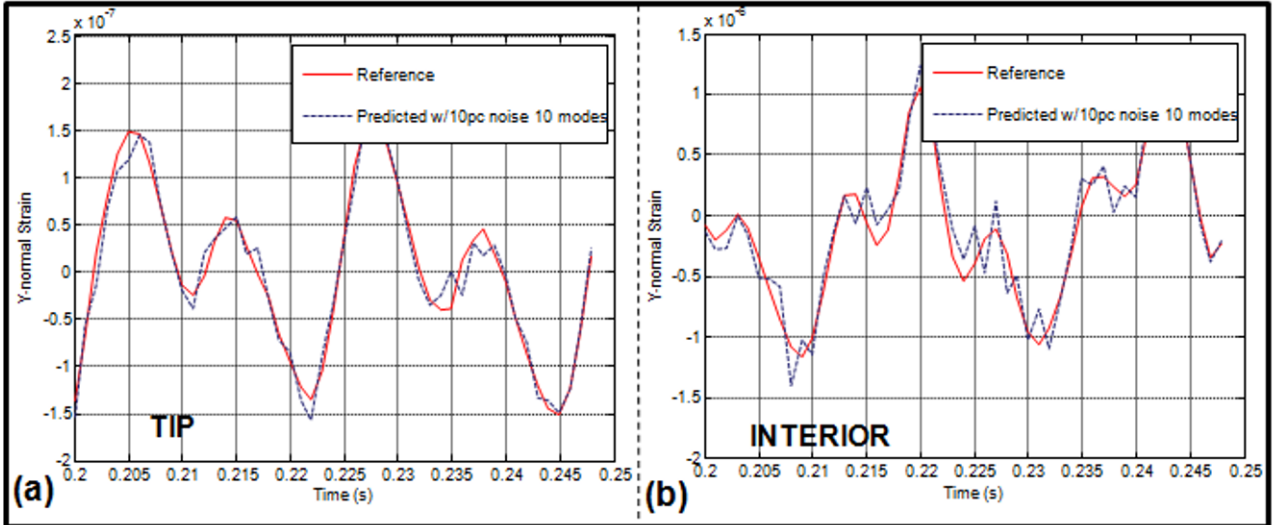 x 10^-7
2.5
2
1.5
1
0.5
0
-0.5
-1
-1.5
-2
Y-normal Strain
Reference
Predicted w/10pc noise 10 modes
TIP
0.2 0.205 0.21 0.215 0.22 0.225 0.23 0.235 0.24 0.245 0.25
Time (s)
(a)
x 10^-6
1.5
1
0.5
0
-0.5
-1
-1.5
-2
Y-normal Strain
Reference
Predicted w/10pc noise 10 modes
INTERIOR
0.2 0.205 0.21 0.215 0.22 0.225 0.23 0.235 0.24 0.245 0.25
Time (s)
(b)